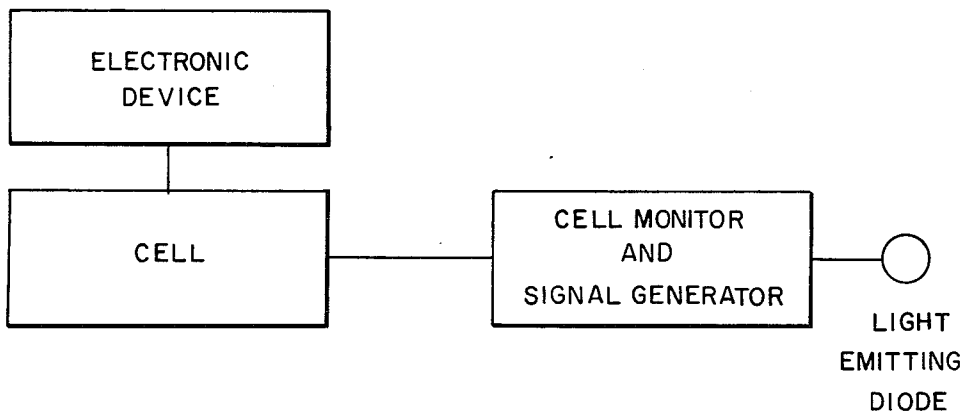 ELECTRONIC
DEVICE
CELL
CELL MONITOR
AND
SIGNAL GENERATOR
LIGHT
EMITTING
DIODE